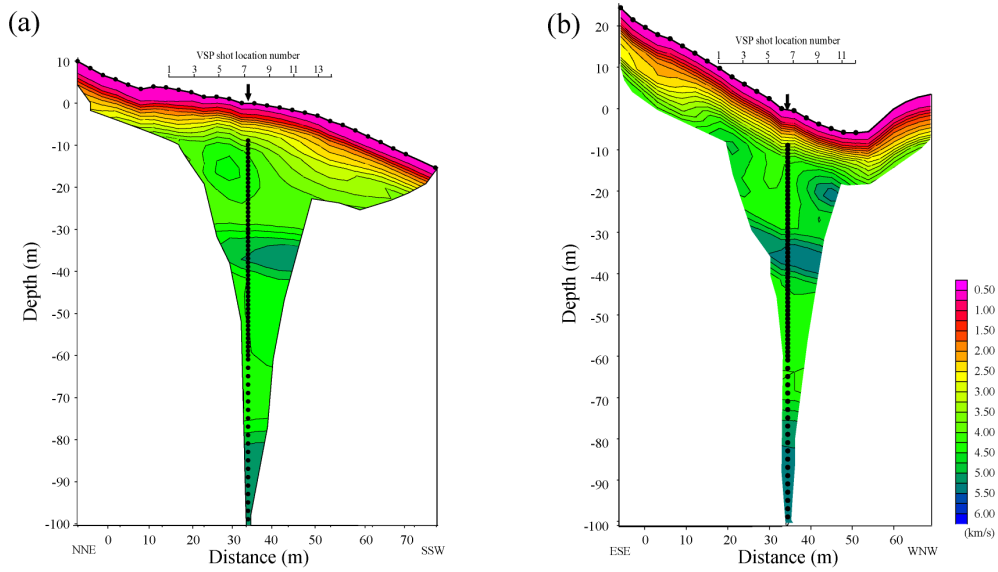 (a)
VSP shot location number
1 3 5 7 9 11 13
10
0
-10
-20
-30
-40
-50
-60
-70
-80
-90
-100
Depth (m)
0 10 20 30 40 50 60 70
NNE Distance (m) SSW
(b)
VSP shot location number
1 3 5 7 9 11
20
10
0
-10
-20
-30
-40
-50
-60
-70
-80
-90
-100
Depth (m)
0 10 20 30 40 50 60
ESE Distance (m) WNW
0.50
1.00
1.50
2.00
2.50
3.00
3.50
4.00
4.50
5.00
5.50
6.00
(km/s)